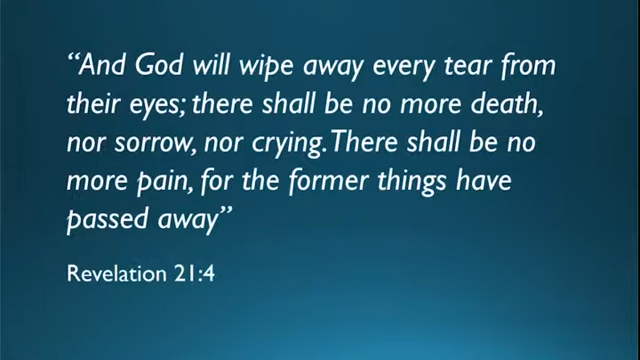 “And God will wipe away every tear from
their eyes; there shall be no more death,
nor sorrow, nor crying. There shall be no
more pain, for the former things have
passed away”
Revelation 21:4